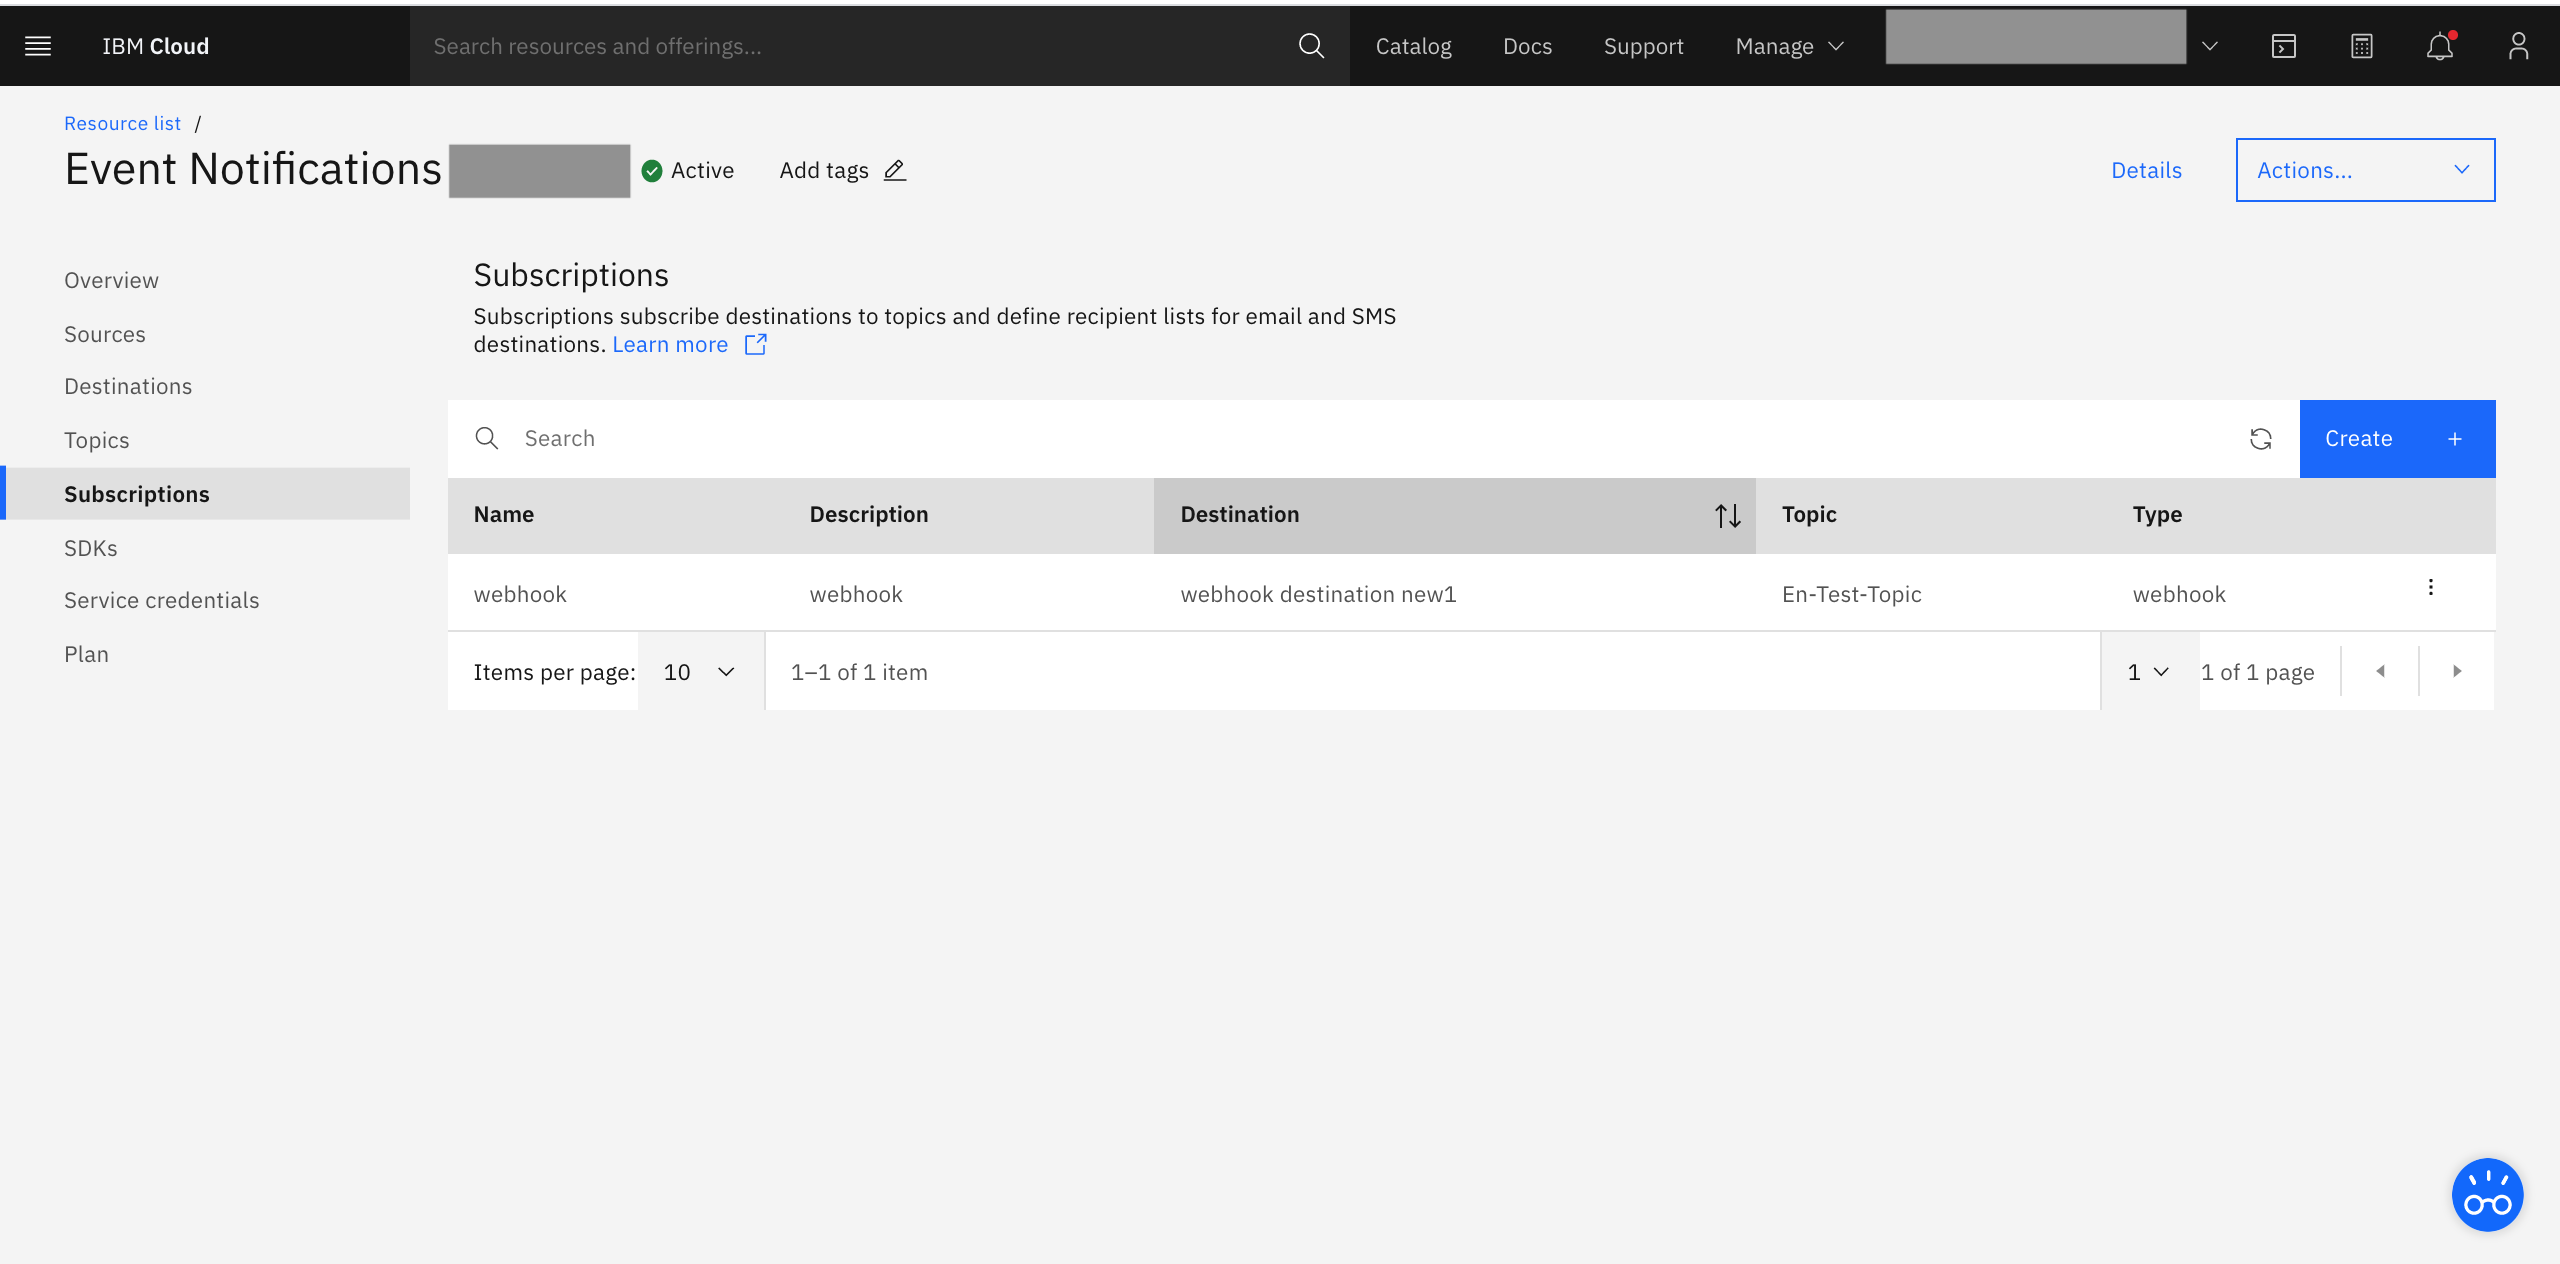 IBM Cloud
Search resources and offerings...
Catalog
Docs
Support
Manage
Resource list /
Event Notifications
Active
Add tags
Details
Actions...
Overview
Sources
Destinations
Topics
Subscriptions
SDKs
Service credentials
Plan
Subscriptions
Subscriptions subscribe destinations to topics and define recipient lists for email and SMS
destinations. Learn more
Search
Create +
Name Description Destination Topic Type
webhook webhook webhook destination new1 En-Test-Topic webhook
Items per page: 10 1–1 of 1 item 1 1 of 1 page